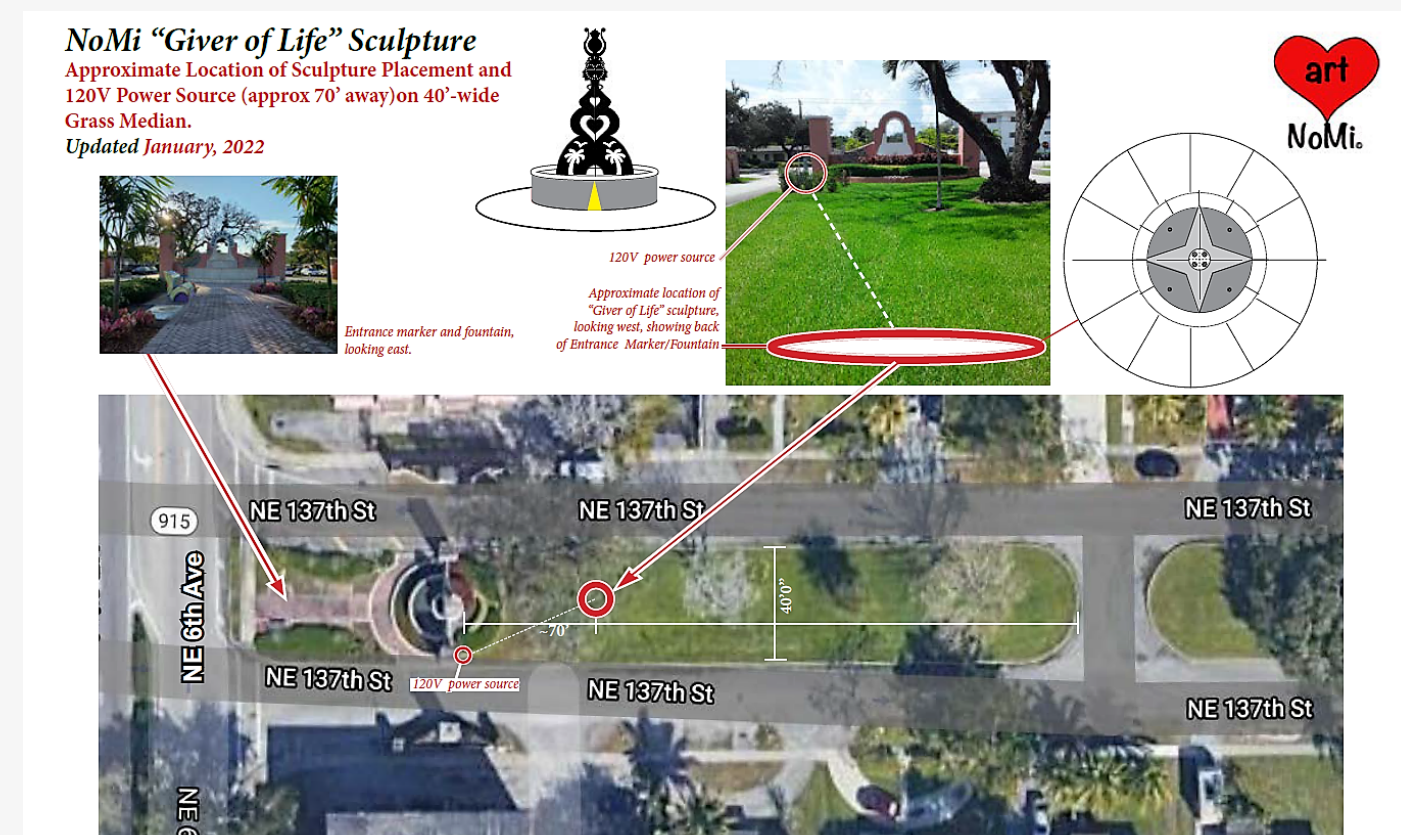 NoMi “Giver of Life” Sculpture
Approximate Location of Sculpture Placement and
120V Power Source (approx 70’ away)on 40’-wide
Grass Median.
Updated January, 2022
art
NoMi.
120V power source
Approximate location of
“Giver of Life” sculpture,
looking west, showing back
of Entrance Marker/Fountain
Entrance marker and fountain,
looking east.
NE 137th St
NE 137th St
NE 137th St
915
NE 6th Ave
40’0”
~70’
120V power source
NE 137th St
NE 137th St
NE 137th St
NE 6